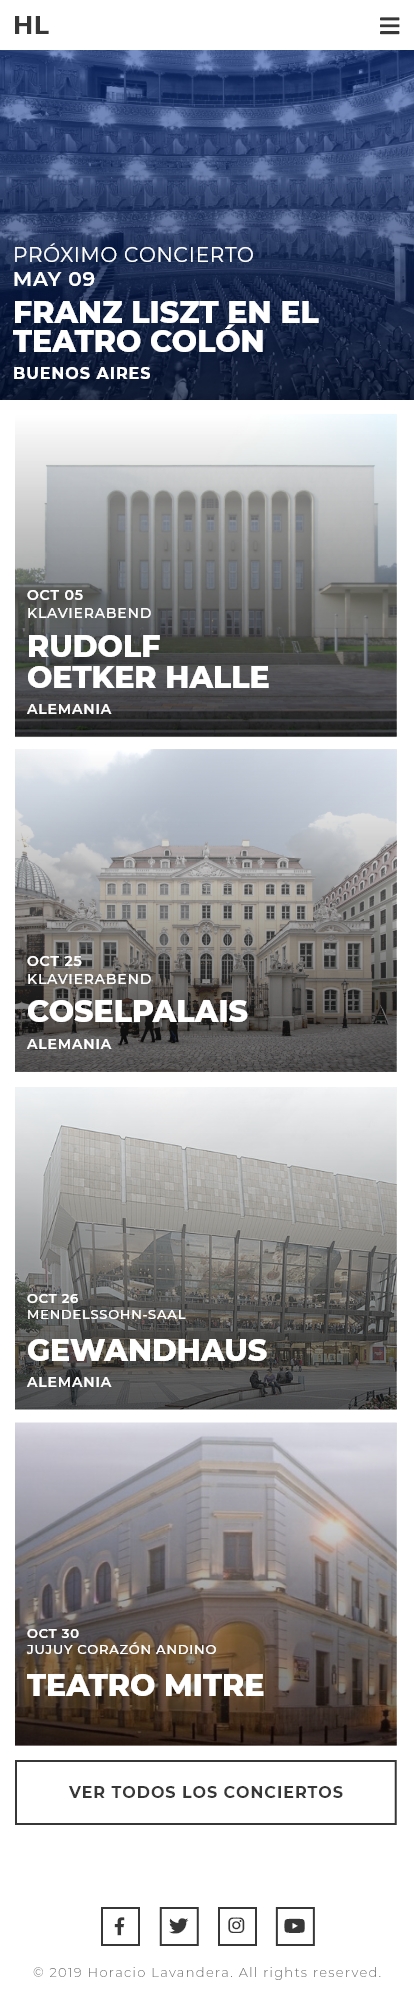 HL
PRÓXIMO CONCIERTO
MAY 09
FRANZ LISZT EN EL
TEATRO COLÓN
BUENOS AIRES
OCT 05
KLAVIERABEND
RUDOLF
OETKER HALLE
ALEMANIA
OCT 25
KLAVIERABEND
COSELPALAIS
ALEMANIA
OCT 26
MENDELSSOHN-SAAL
GEWANDHAUS
ALEMANIA
OCT 30
JUJUY CORAZÓN ANDINO
TEATRO MITRE
VER TODOS LOS CONCIERTOS
© 2019 Horacio Lavandera. All rights reserved.